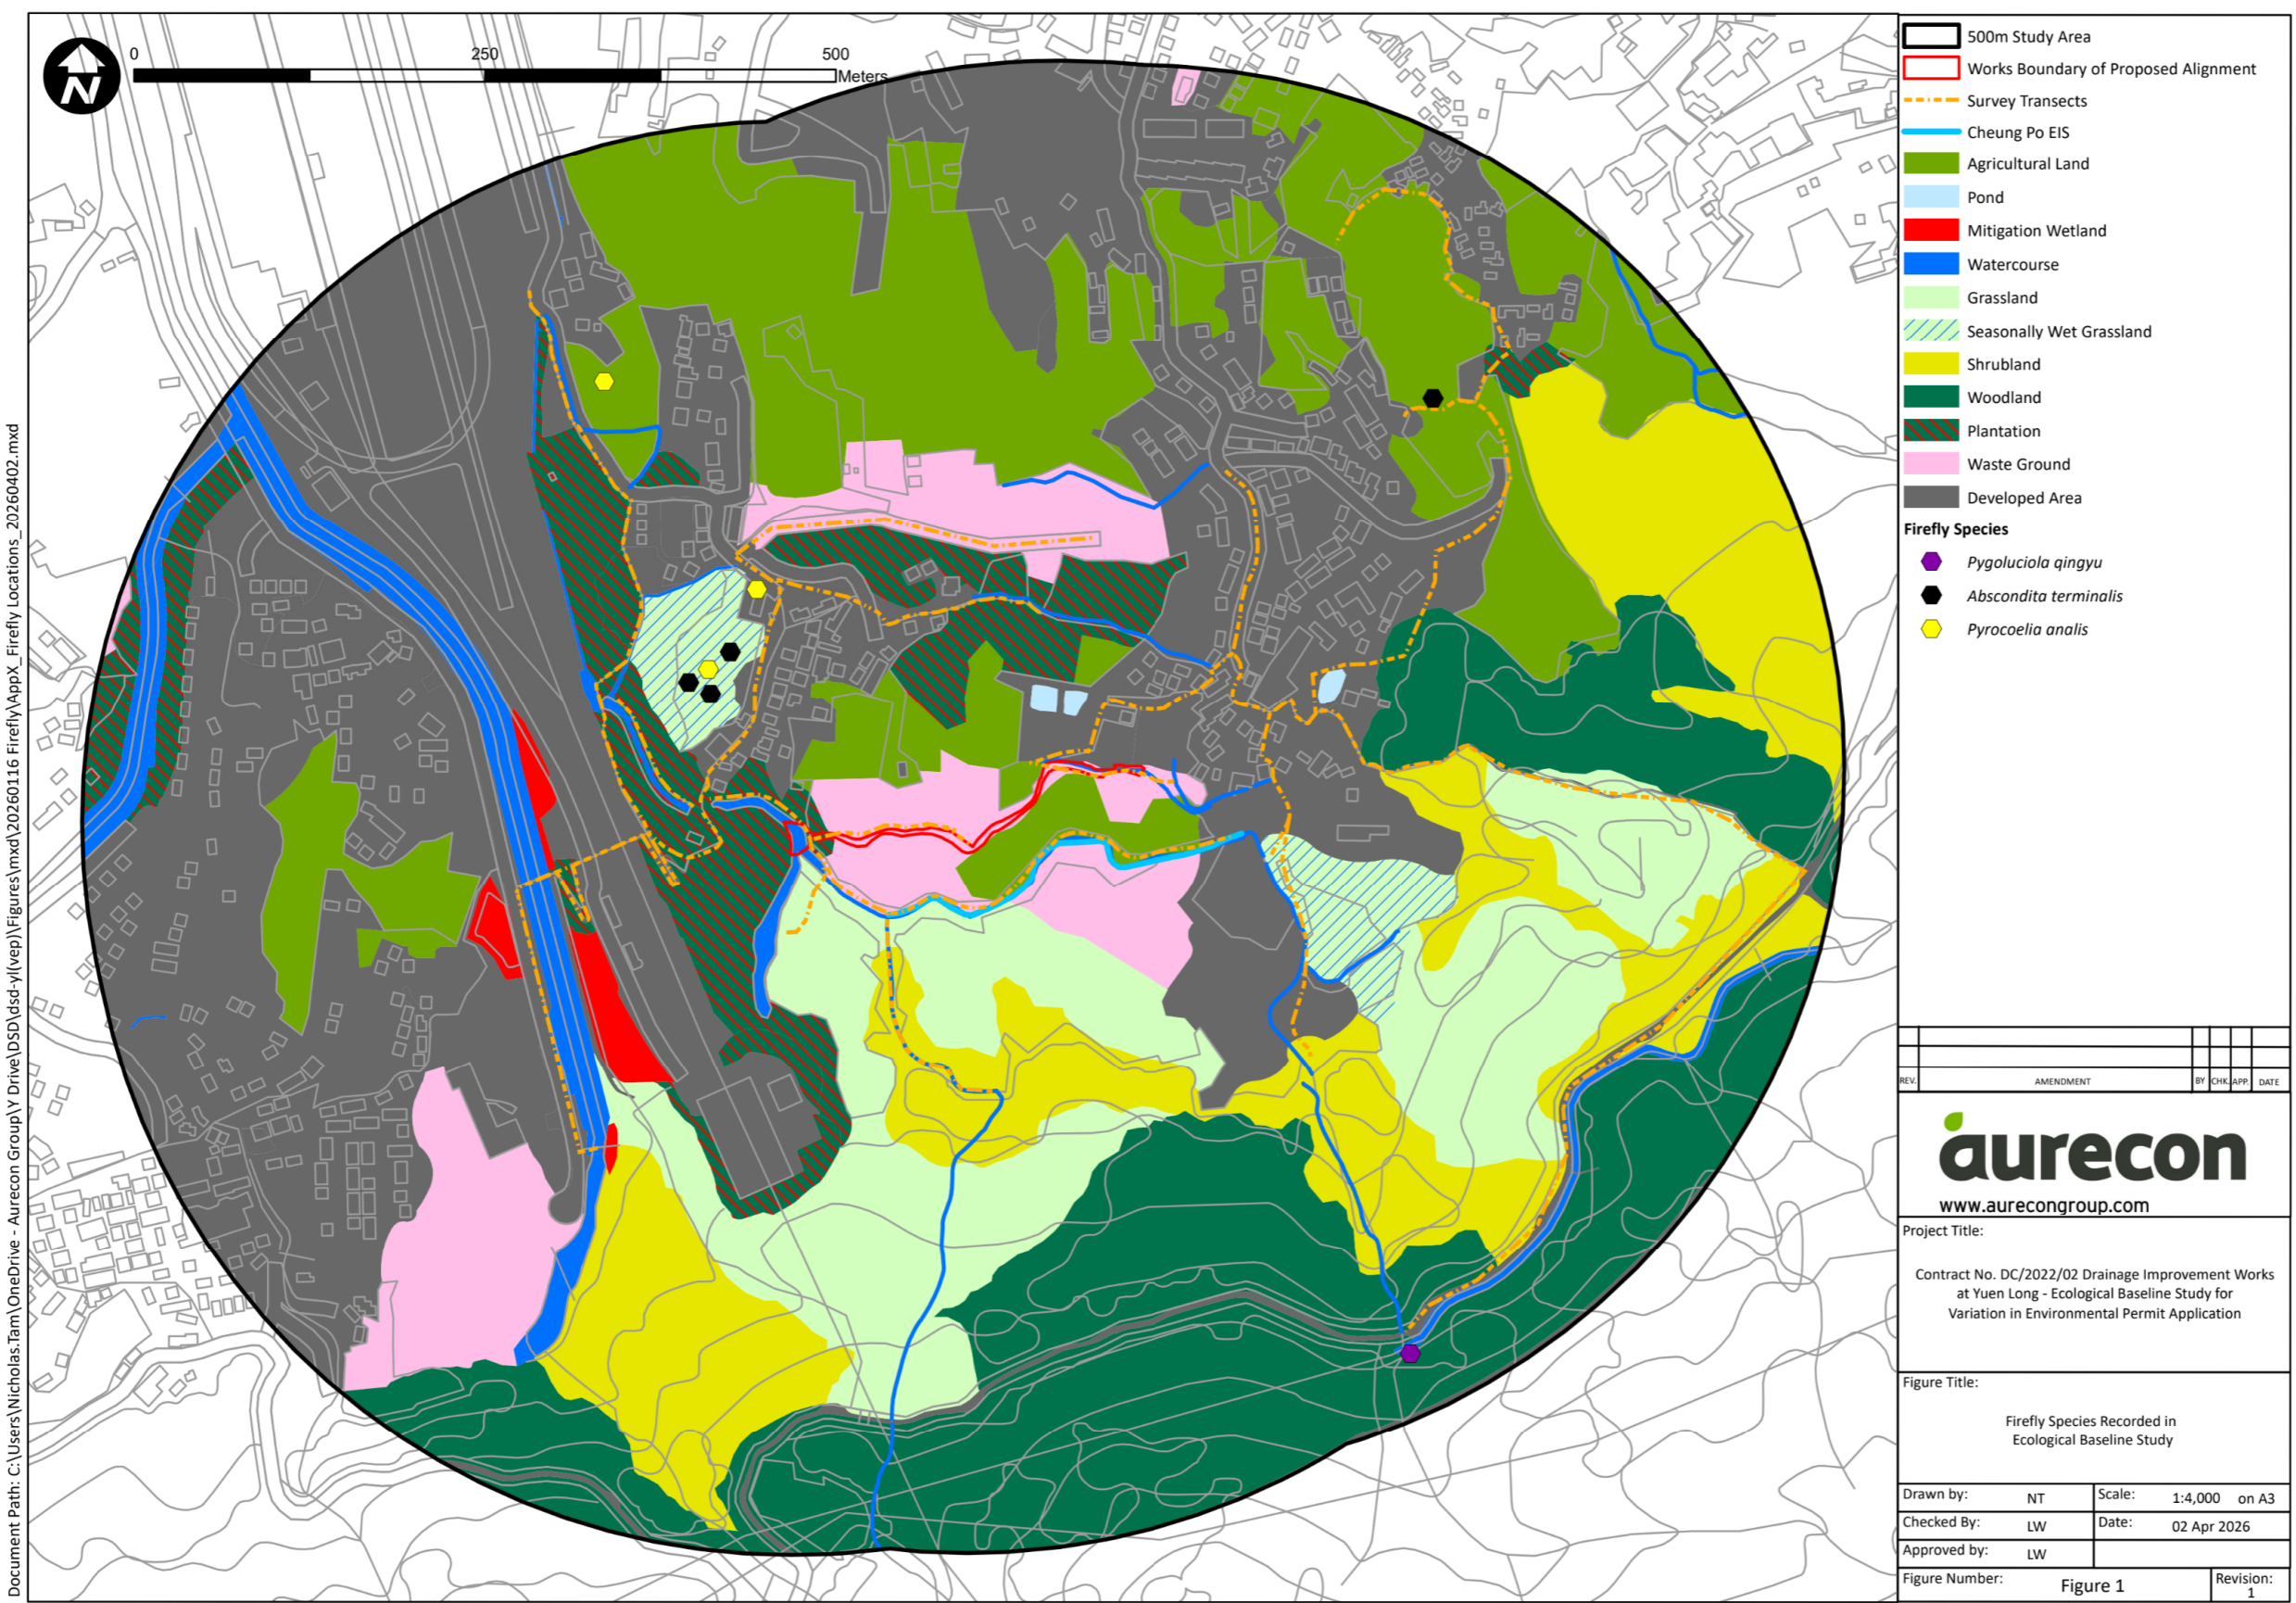 0 250 500
Meters
N
500m Study Area
Works Boundary of Proposed Alignment
Survey Transects
Cheung Po EIS
Agricultural Land
Pond
Mitigation Wetland
Watercourse
Grassland
Seasonally Wet Grassland
Shrubland
Woodland
Plantation
Waste Ground
Developed Area
Firefly Species
Pygoluciola qingyu
Abscondita terminalis
Pyrocoelia analis
REV. AMENDMENT BY CHK. APP. DATE
aurecon
www.aurecongroup.com
Project Title:
Contract No. DC/2022/02 Drainage Improvement Works
at Yuen Long - Ecological Baseline Study for
Variation in Environmental Permit Application
Figure Title:
Firefly Species Recorded in
Ecological Baseline Study
Drawn by: NT Scale: 1:4,000 on A3
Checked By: LW Date: 02 Apr 2026
Approved by: LW
Figure Number: Figure 1 Revision:
1
Document Path: C:\Users\Nicholas.Tam\OneDrive - Aurecon Group\Y Drive\DSD\dsd-yl(vep)\Figures\mxd\20260116 Firefly\AppX_Firefly Locations_20260402.mxd